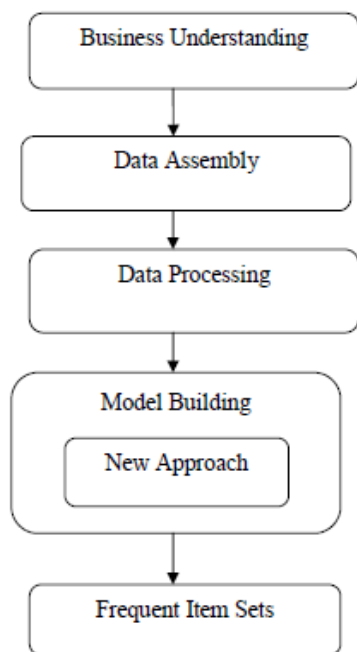 Business Understanding
Data Assembly
Data Processing
Model Building
New Approach
Frequent Item Sets